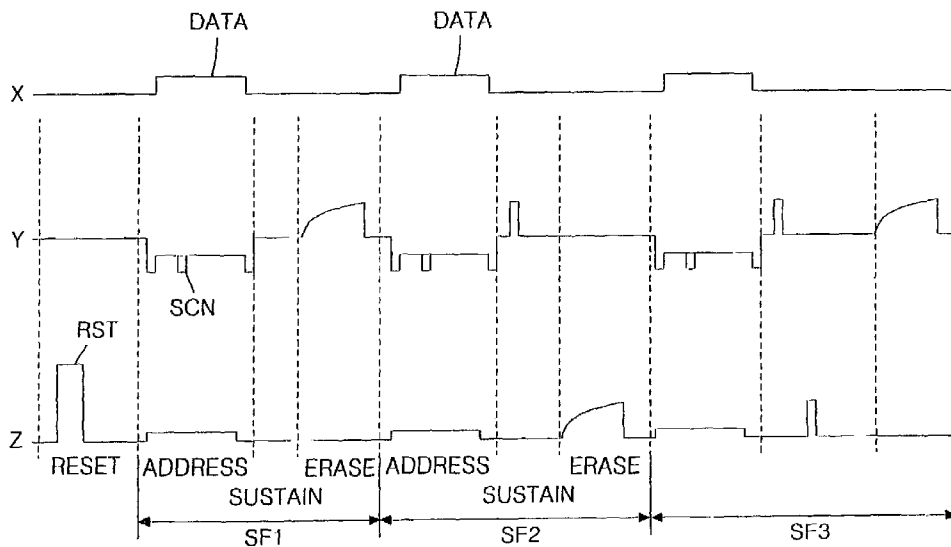 DATA DATA
X
Y
SCN
RST
Z
RESET ADDRESS ERASE ADDRESS ERASE
SUSTAIN SUSTAIN
SF1 SF2 SF3